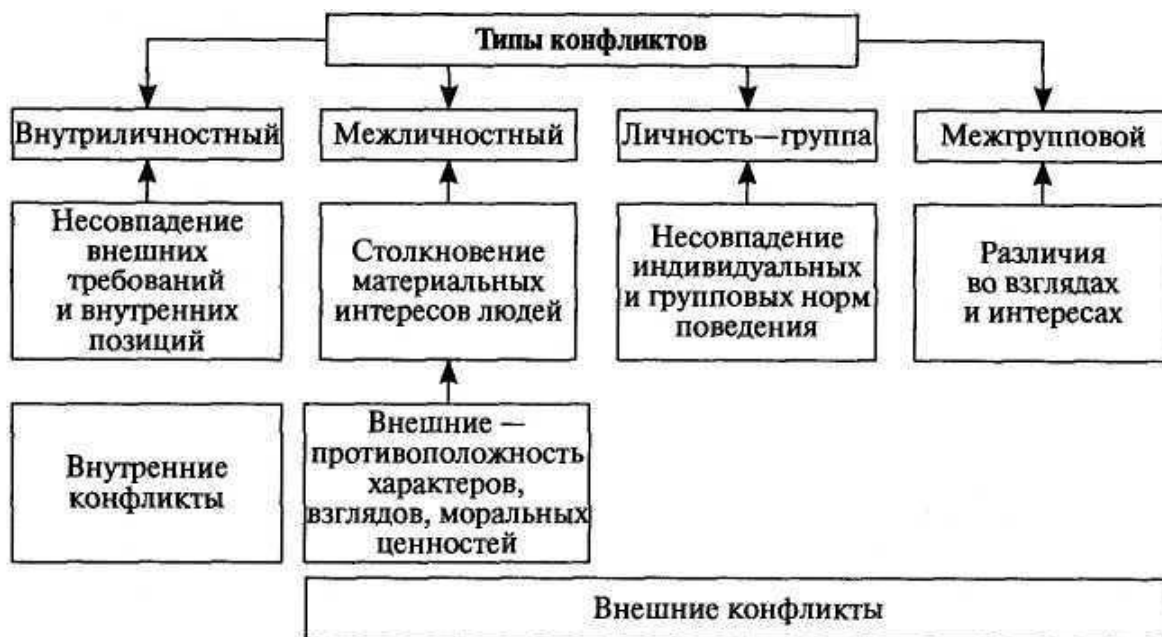 Типы конфликтов
Внутриличностный
Межличностный
Личность—группа
Межгрупповой
Несовпадение
внешних
требований
и внутренних
позиций
Столкновение
материальных
интересов людей
Несовпадение
индивидуальных
и групповых норм
поведения
Различия
во взглядах
и интересах
Внутренние
конфликты
Внешние —
противоположность
характеров,
взглядов, моральных
ценностей
Внешние конфликты